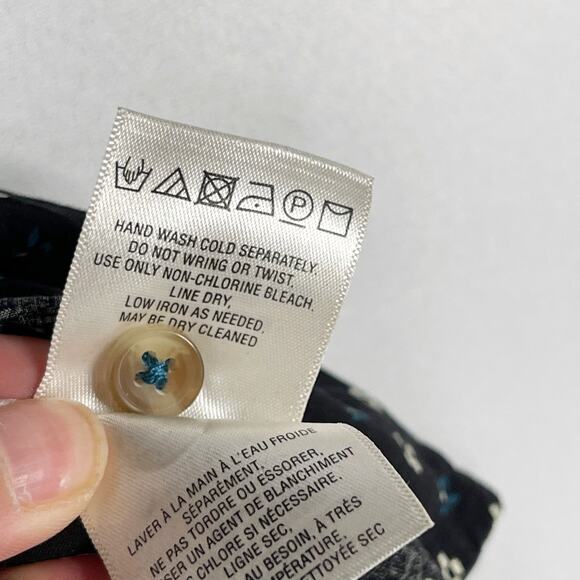 P
HAND WASH COLD SEPARATELY.
DO NOT WRING OR TWIST.
USE ONLY NON-CHLORINE BLEACH.
LINE DRY.
LOW IRON AS NEEDED.
MAY BE DRY CLEANED
LAVER À LA MAIN À L'EAU FROIDE
SÉPARÉMENT.
NE PAS TORDRE OU ESSORER.
UN AGENT DE BLANCHIMENT
CHLORE SI NÉCESSAIRE.
LIGNE SEC.
AU BESOIN, À TRÈS
TEMPÉRATURE.
NETTOYÉE SEC